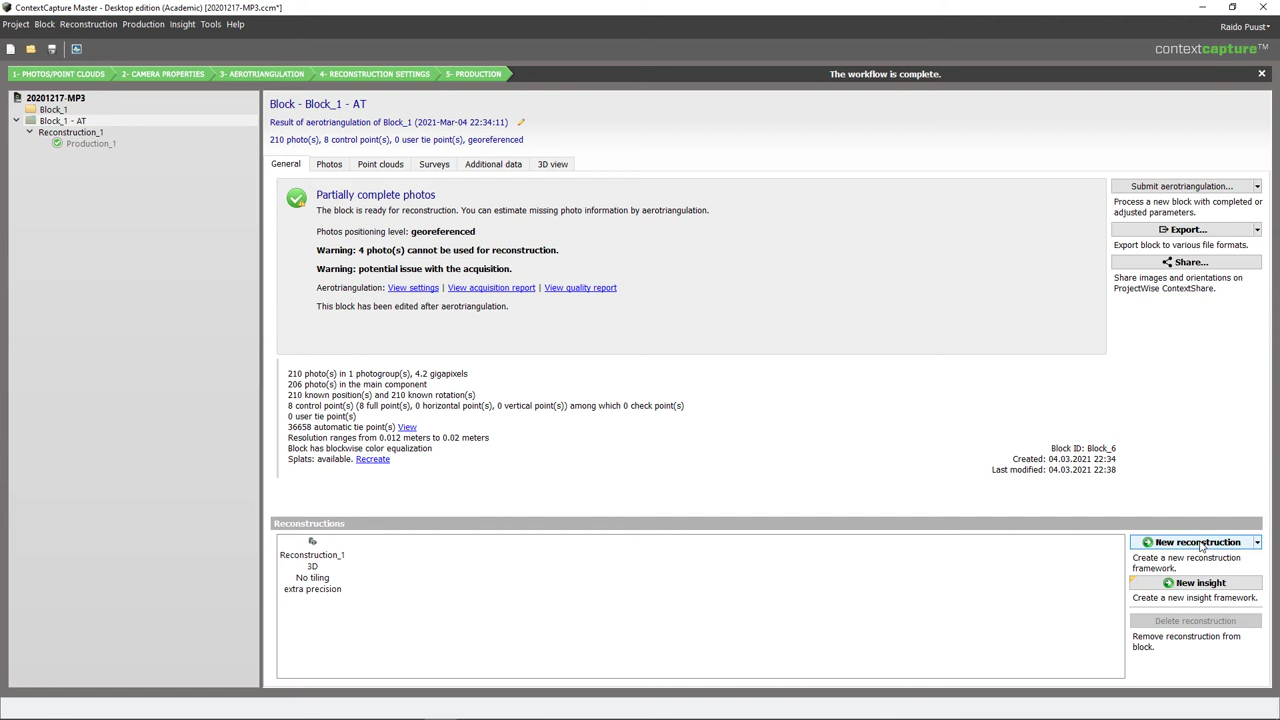 ContextCapture Master - Desktop edition (Academic) [20201217-MP3.ccm*]
Project Block Reconstruction Production Insight Tools Help
Raido Puust
contextcapture™
1- PHOTOS/POINT CLOUDS 2- CAMERA PROPERTIES 3- AEROTRIANGULATION 4- RECONSTRUCTION SETTINGS 5- PRODUCTION The workflow is complete.
20201217-MP3
Block_1
Block_1 - AT
Reconstruction_1
Production_1
Block - Block_1 - AT
Result of aerotriangulation of Block_1 (2021-Mar-04 22:34:11)
210 photo(s), 8 control point(s), 0 user tie point(s), georeferenced
General Photos Point clouds Surveys Additional data 3D view
Partially complete photos
The block is ready for reconstruction. You can estimate missing photo information by aerotriangulation.
Photos positioning level: georeferenced
Warning: 4 photo(s) cannot be used for reconstruction.
Warning: potential issue with the acquisition.
Aerotriangulation: View settings | View acquisition report | View quality report
This block has been edited after aerotriangulation.
Submit aerotriangulation...
Process a new block with completed or
adjusted parameters.
Export...
Export block to various file formats.
Share...
Share images and orientations on
ProjectWise ContextShare.
210 photo(s) in 1 photogroup(s), 4.2 gigapixels
206 photo(s) in the main component
210 known position(s) and 210 known rotation(s)
8 control point(s) (8 full point(s), 0 horizontal point(s), 0 vertical point(s)) among which 0 check point(s)
0 user tie point(s)
36658 automatic tie point(s) View
Resolution ranges from 0.012 meters to 0.02 meters
Block has blockwise color equalization
Splats: available. Recreate
Block ID: Block_6
Created: 04.03.2021 22:34
Last modified: 04.03.2021 22:38
Reconstructions
Reconstruction_1
3D
No tiling
extra precision
New reconstruction
Create a new reconstruction
framework.
New insight
Create a new insight framework.
Delete reconstruction
Remove reconstruction from
block.